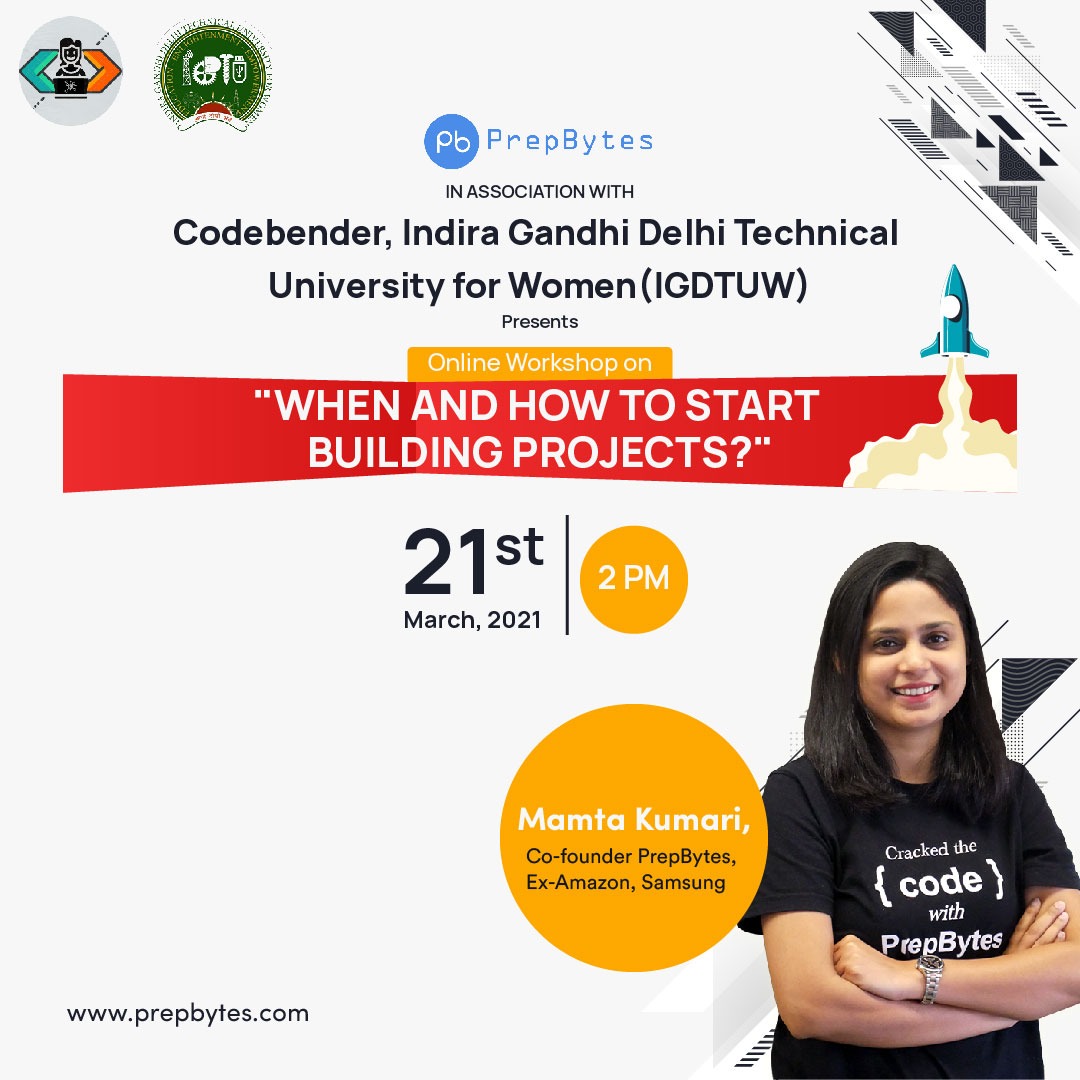 Pb PrepBytes
IN ASSOCIATION WITH
Codebender, Indira Gandhi Delhi Technical
University for Women(IGDTUW)
Presents
Online Workshop on
"WHEN AND HOW TO START
BUILDING PROJECTS?"
21st
March, 2021
2 PM
Mamta Kumari,
Co-founder PrepBytes,
Ex-Amazon, Samsung
Cracked the
{ code }
with
PrepBytes
www.prepbytes.com